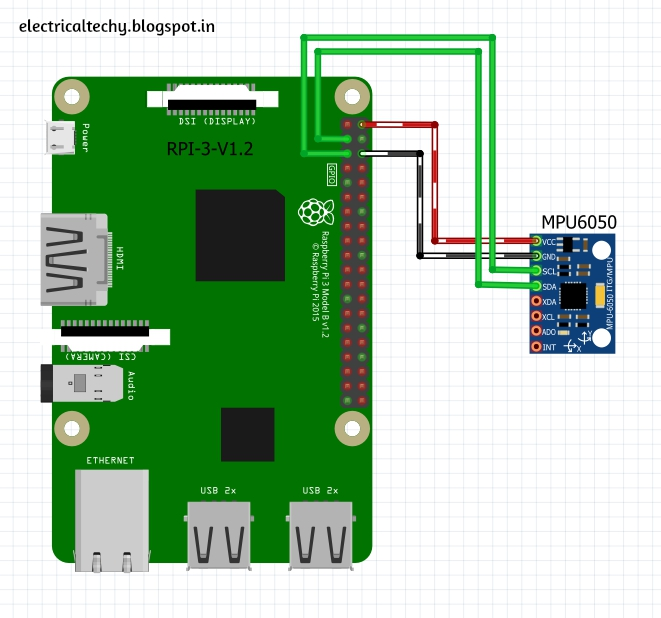 electricaltechy.blogspot.in
DSI (DISPLAY)
Power
RPI-3-V1.2
GPIO
HDMI
Raspberry Pi 3 Model B v1.2
© Raspberry Pi 2015
CSI (CAMERA)
Audio
ETHERNET
USB 2x
USB 2x
MPU6050
VCC
GND
SCL
SDA
XDA
XCL
ADO
INT
MPU-6050 ITG/MPU
Y
X